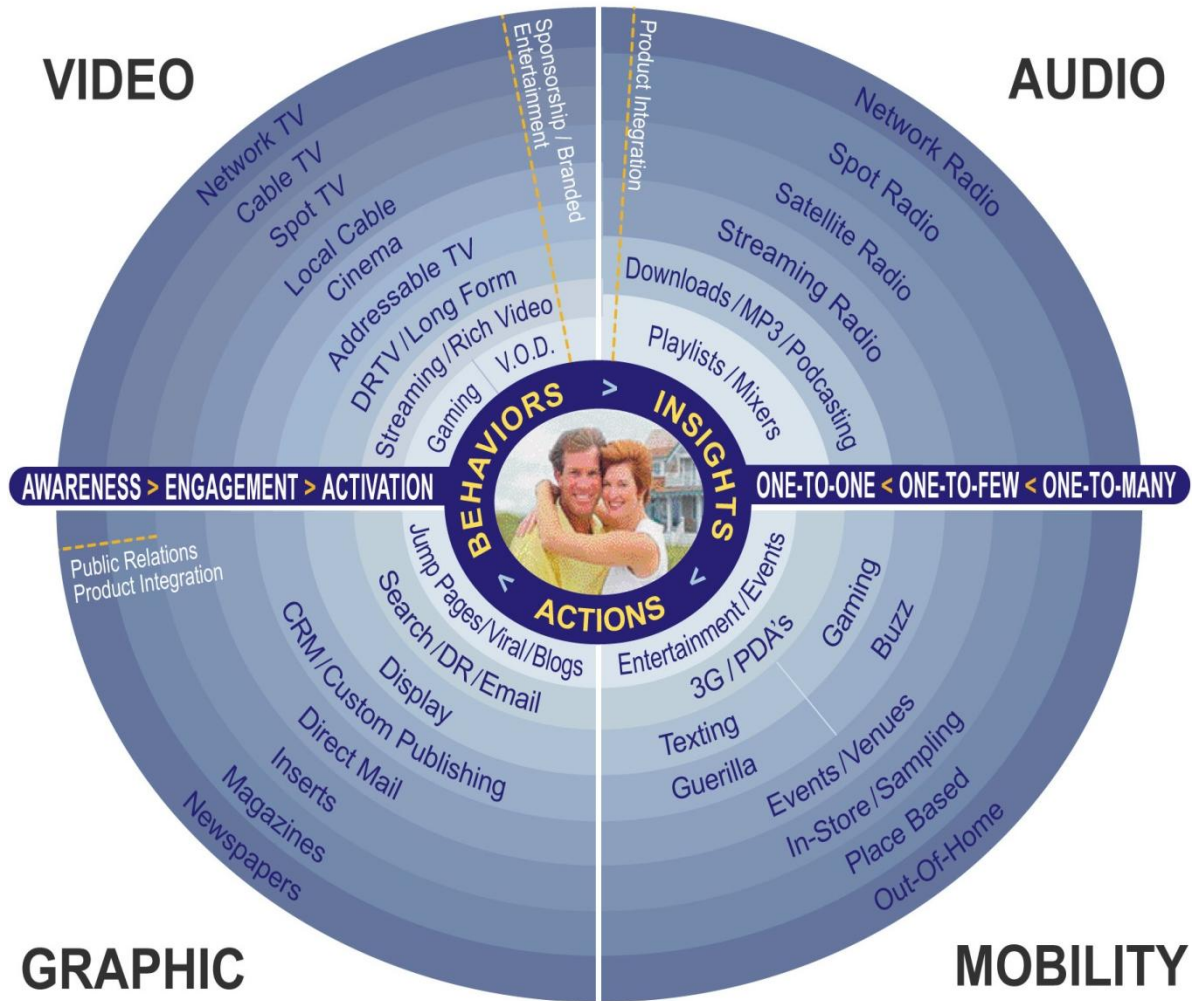 VIDEO
AUDIO
Sponsorship / Branded
Entertainment
Product Integration
Network TV
Cable TV
Spot TV
Local Cable
Cinema
Addressable TV
DRTV / Long Form
Streaming / Rich Video
Gaming
V.O.D.
Network Radio
Spot Radio
Satellite Radio
Streaming Radio
Downloads / MP3 / Podcasting
Playlists / Mixers
BEHAVIORS > INSIGHTS > ACTIONS >
AWARENESS > ENGAGEMENT > ACTIVATION
ONE-TO-ONE < ONE-TO-FEW < ONE-TO-MANY
Public Relations
Product Integration
Jump Pages / Viral / Blogs
Search / DR / Email
Display
CRM / Custom Publishing
Direct Mail
Inserts
Magazines
Newspapers
Entertainment / Events
3G / PDA's
Gaming
Buzz
Texting
Guerilla
Events / Venues
In-Store / Sampling
Place Based
Out-Of-Home
GRAPHIC
MOBILITY